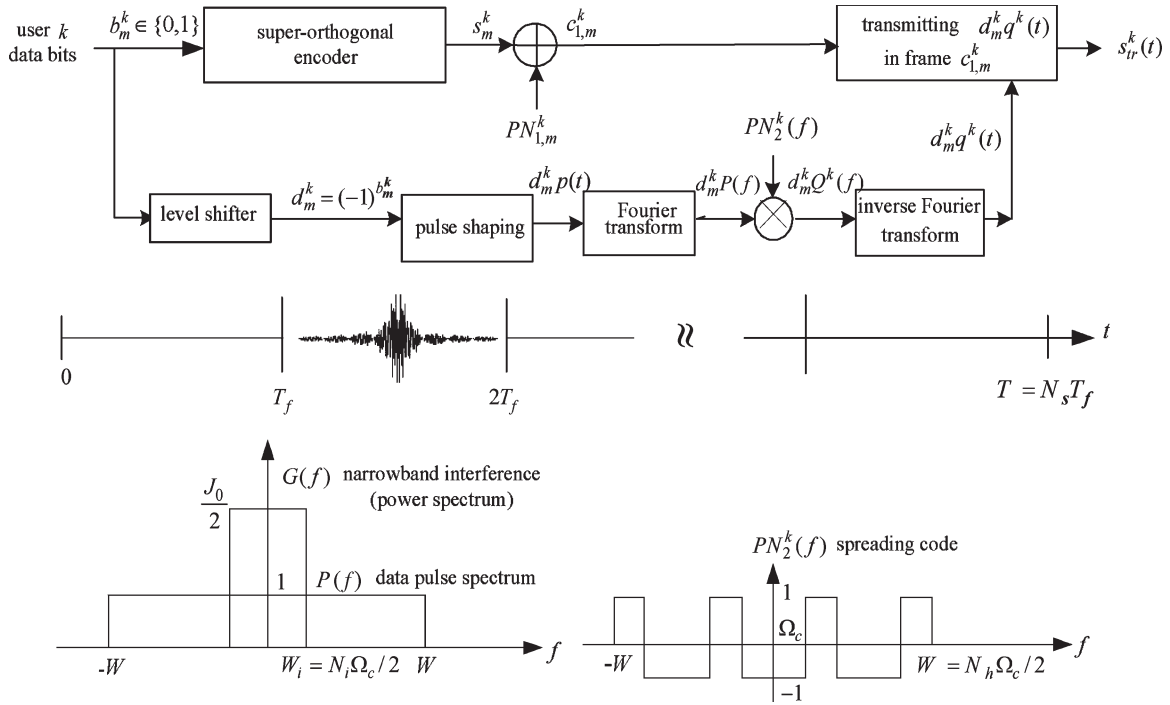 user k
data bits
b_m^k ∈ {0,1}
super-orthogonal
encoder
s_m^k
c_{1,m}^k
PN_{1,m}^k
transmitting d_m^k q^k(t)
in frame c_{1,m}^k
s_{tr}^k(t)
level shifter
d_m^k = (-1)^{b_m^k}
pulse shaping
d_m^k p(t)
Fourier
transform
d_m^k P(f)
PN_2^k(f)
d_m^k Q^k(f)
inverse Fourier
transform
d_m^k q^k(t)
0
T_f
2T_f
≈
t
T = N_s T_f
J_0/2
G(f) narrowband interference
(power spectrum)
1
P(f) data pulse spectrum
-W
W_i = N_i Ω_c/2
W
f
PN_2^k(f) spreading code
1
Ω_c
-W
−1
W = N_h Ω_c/2
f